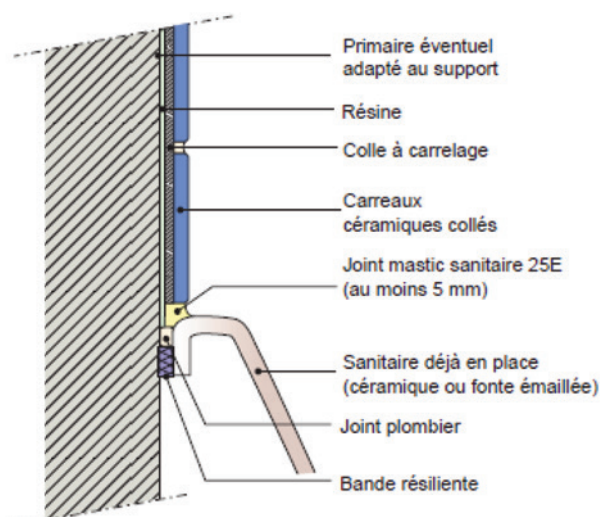 Primaire éventuel
adapté au support
Résine
Colle à carrelage
Carreaux
céramiques collés
Joint mastic sanitaire 25E
(au moins 5 mm)
Sanitaire déjà en place
(céramique ou fonte émaillée)
Joint plombier
Bande résiliente